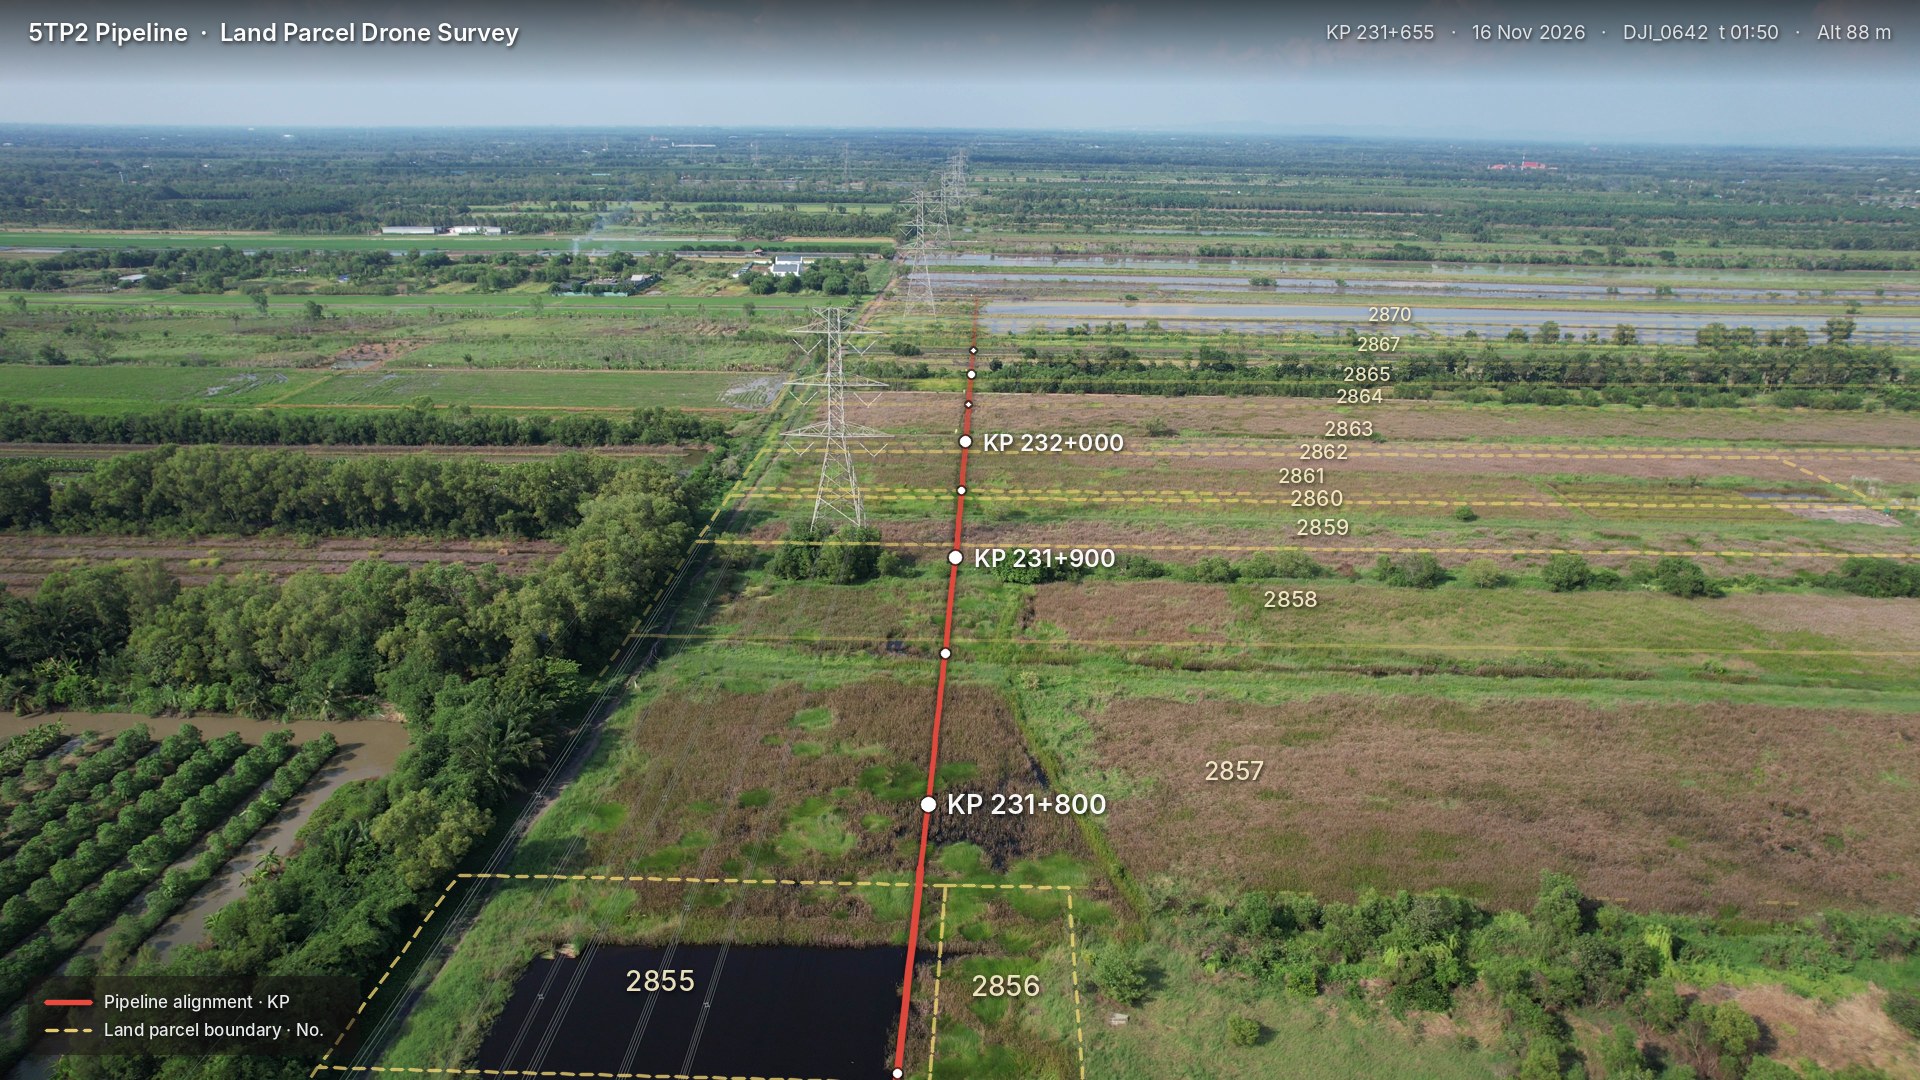 5TP2 Pipeline · Land Parcel Drone Survey
KP 231+655 · 16 Nov 2026 · DJI_0642 t 01:50 · Alt 88 m
2870
2867
2865
2864
2863
2862
KP 232+000
2861
2860
2859
KP 231+900
2858
2857
KP 231+800
2855
2856
Pipeline alignment · KP
Land parcel boundary · No.